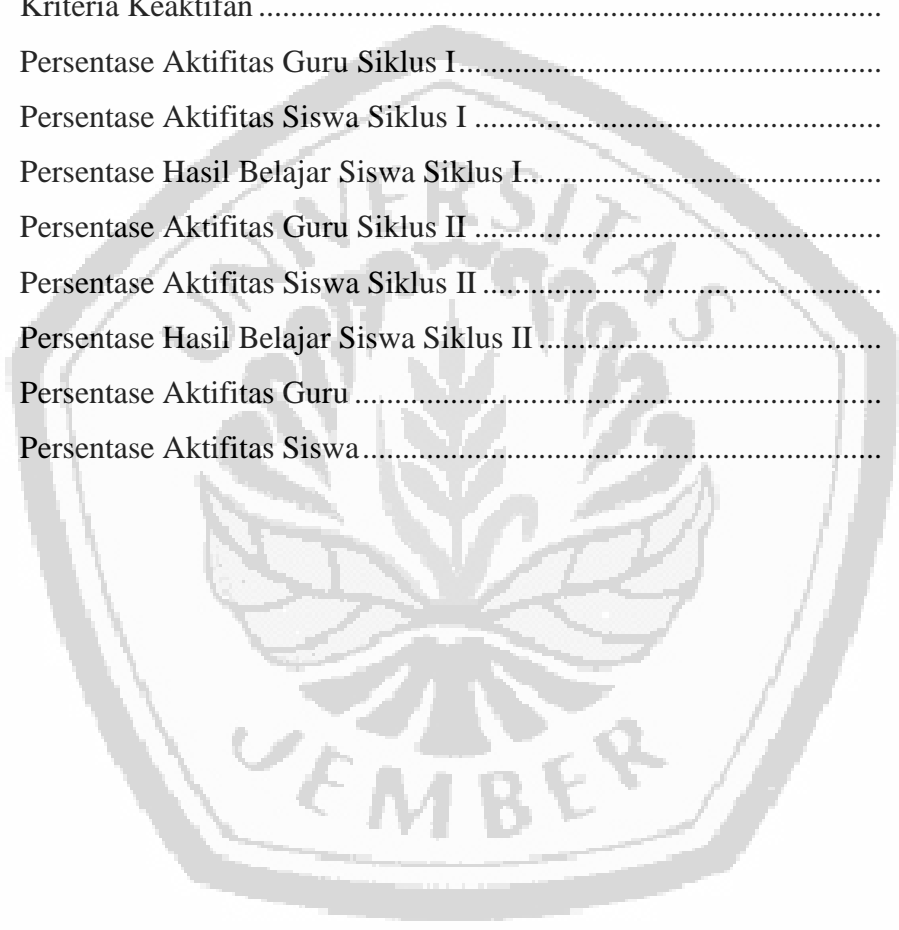 Kriteria Keaktifan ................................................................................
Persentase Aktifitas Guru Siklus I......................................................
Persentase Aktifitas Siswa Siklus I ....................................................
Persentase Hasil Belajar Siswa Siklus I..............................................
Persentase Aktifitas Guru Siklus II ....................................................
Persentase Aktifitas Siswa Siklus II ...................................................
Persentase Hasil Belajar Siswa Siklus II ............................................
Persentase Aktifitas Guru ...................................................................
Persentase Aktifitas Siswa..................................................................
UNIVERSITAS
JEMBER